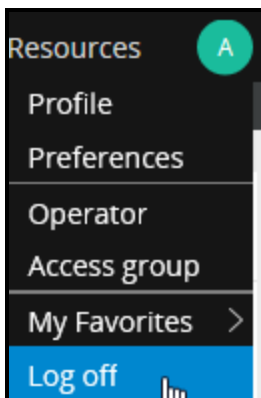 Resources
A
Profile
Preferences
Operator
Access group
My Favorites
Log off